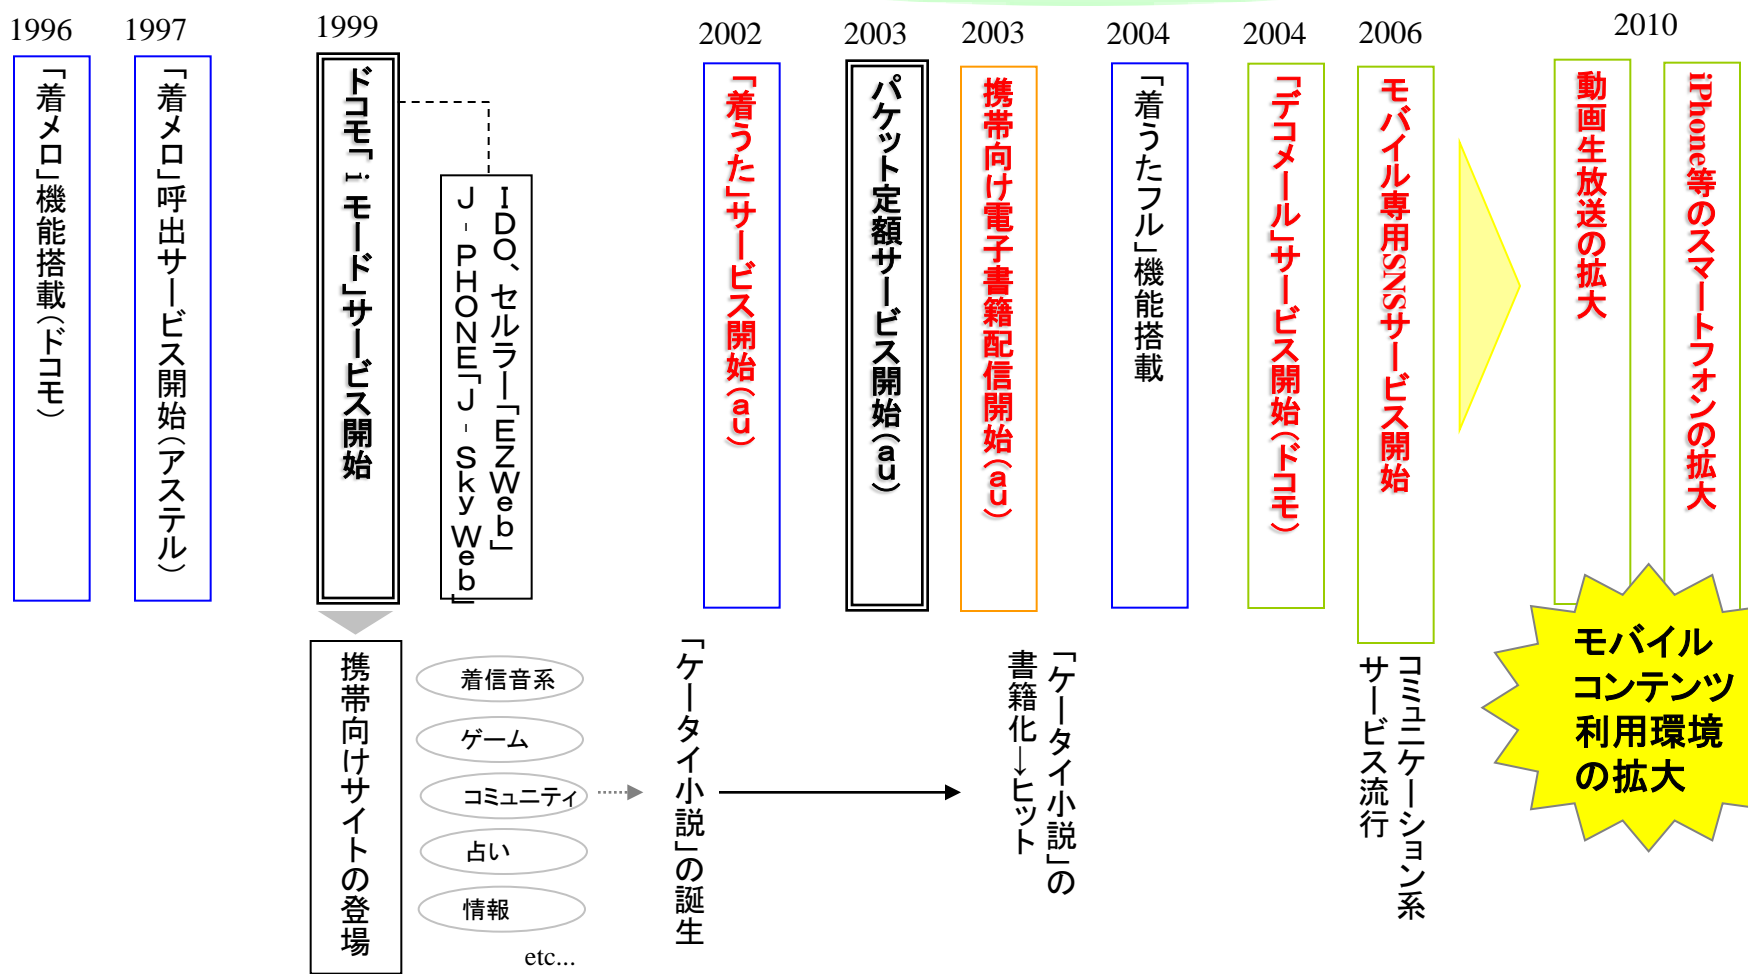 1996
「着メロ」機能搭載(ドコモ)
1997
「着メロ」呼出サービス開始(アステル)
1999
ドコモ「ｉモード」サービス開始
ＩＤＯ、セルラー「ＥＺＷｅｂ」
Ｊ‐ＰＨＯＮＥ「Ｊ‐Ｓｋｙ Ｗｅｂ」
携帯向けサイトの登場
着信音系
ゲーム
コミュニティ
占い
情報
etc...
2002
「着うた」サービス開始(ａｕ)
「ケータイ小説」の誕生
2003
パケット定額サービス開始(ａｕ)
2003
携帯向け電子書籍配信開始(ａｕ)
「ケータイ小説」の
書籍化→ヒット
2004
「着うたフル」機能搭載
2004
「デコメール」サービス開始(ドコモ)
2006
モバイル専用SNSサービス開始
コミュニケーション系
サービス流行
2010
動画生放送の拡大
iPhone等のスマートフォンの拡大
モバイル
コンテンツ
利用環境
の拡大